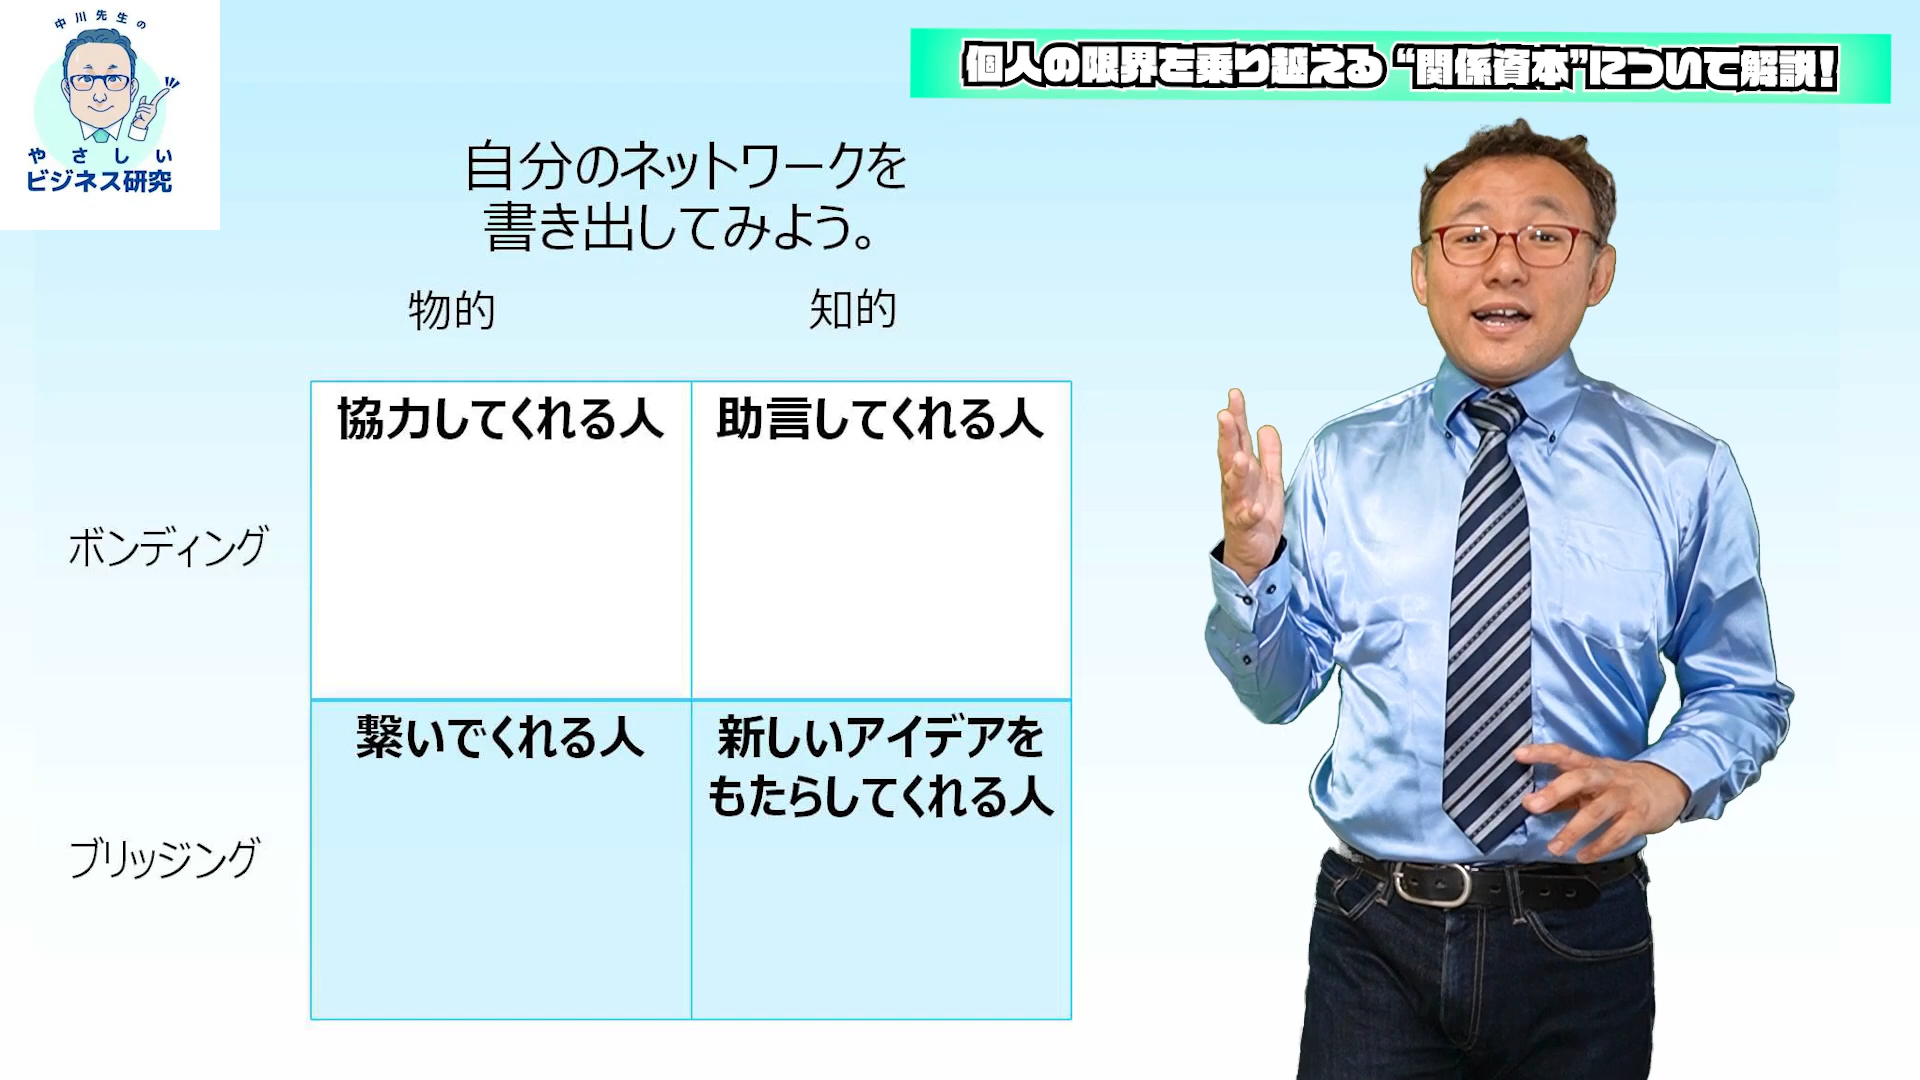 中川先生の
やさしい
ビジネス研究
個人の限界を乗り越える“関係資本”について解説！
自分のネットワークを
書き出してみよう。
物的
知的
協力してくれる人
助言してくれる人
ボンディング
繋いでくれる人
新しいアイデアを
もたらしてくれる人
ブリッジング